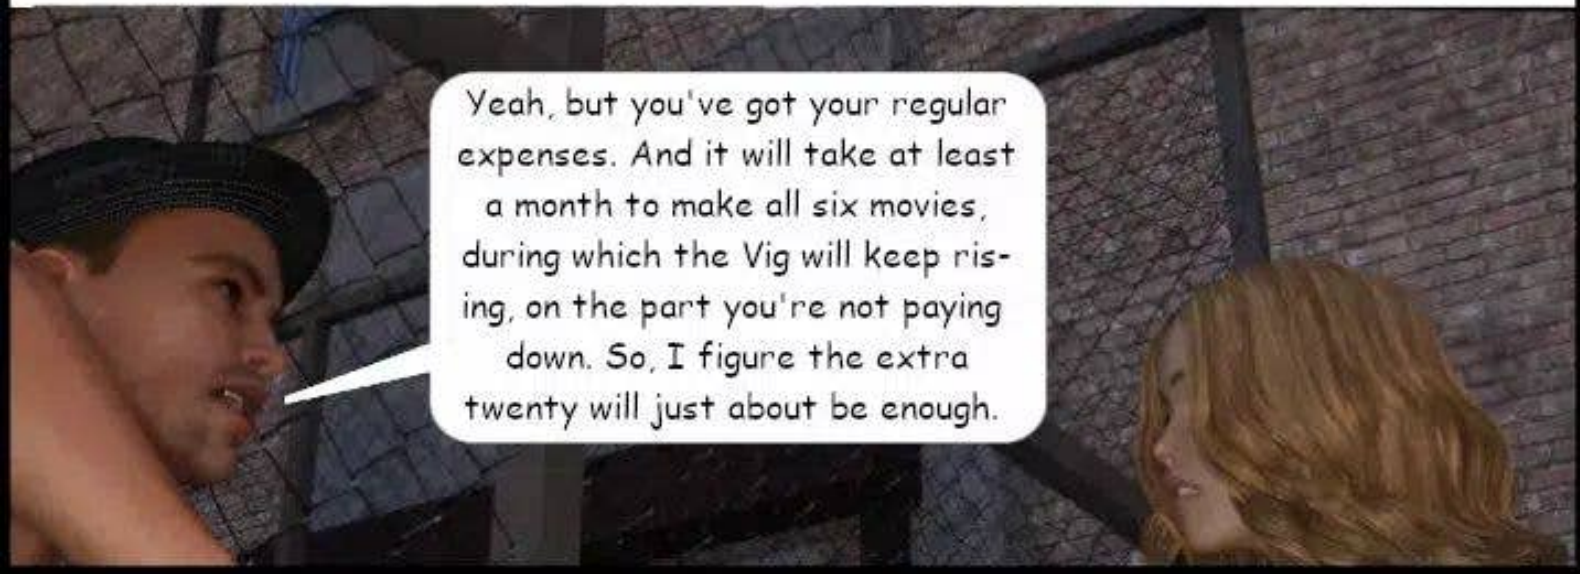 Yeah, but you've got your regular
expenses. And it will take at least
a month to make all six movies,
during which the Vig will keep ris-
ing, on the part you're not paying
down. So, I figure the extra
twenty will just about be enough.